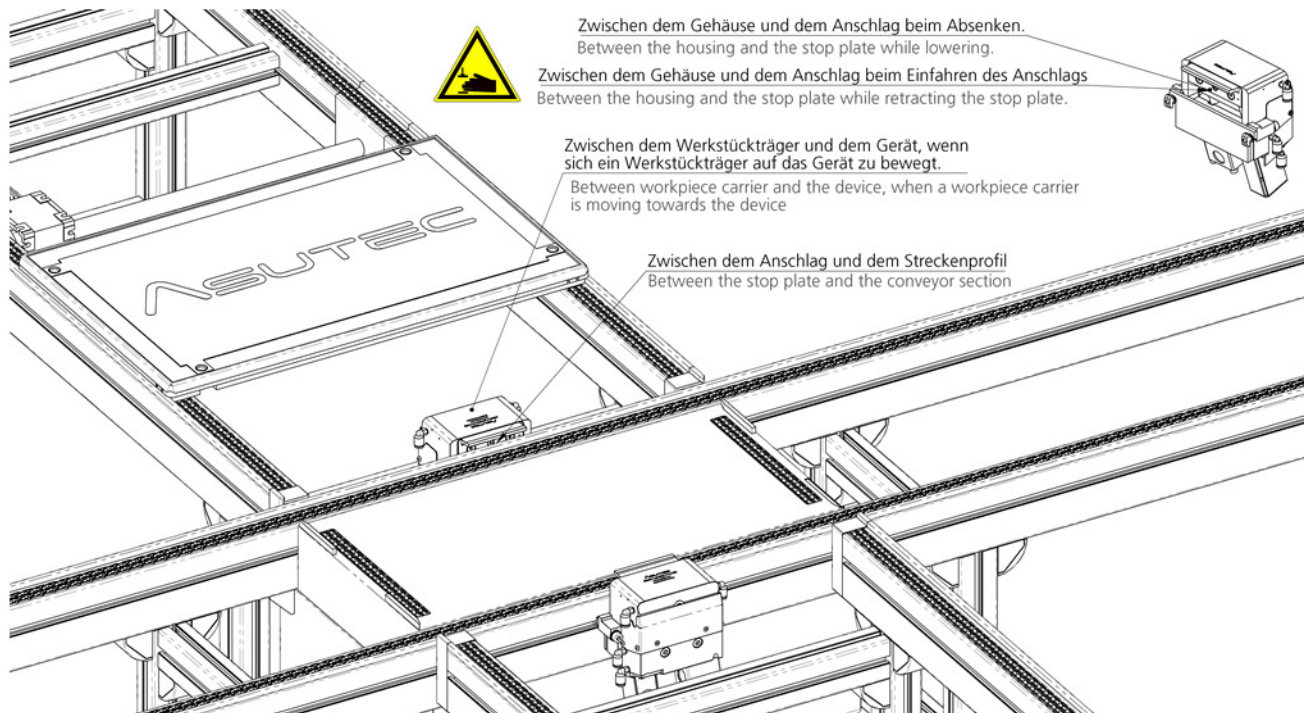 Zwischen dem Gehäuse und dem Anschlag beim Absenken.
Between the housing and the stop plate while lowering.
Zwischen dem Gehäuse und dem Anschlag beim Einfahren des Anschlags
Between the housing and the stop plate while retracting the stop plate.
Zwischen dem Werkstückträger und dem Gerät, wenn
sich ein Werkstückträger auf das Gerät zu bewegt.
Between workpiece carrier and the device, when a workpiece carrier
is moving towards the device
Zwischen dem Anschlag und dem Streckenprofil
Between the stop plate and the conveyor section
ASUTEC